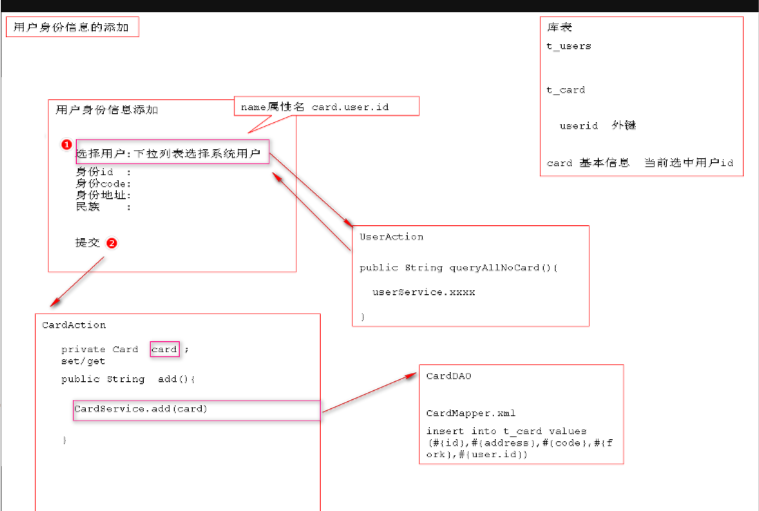 用户身份信息的添加
库表
t_users
t_card
userid 外键
card 基本信息 当前选中用户id
用户身份信息添加
name属性名 card.user.id
1
选择用户:下拉列表选择系统用户
身份id :
身份code:
身份地址:
民族 :
提交 2
UserAction
public String queryAllNoCard(){
userService.xxxx
}
CardAction
private Card card ;
set/get
public String add(){
CardService.add(card)
}
CardDAO
CardMapper.xml
insert into t_card values
(#{id},#{address},#{code},#{f
ork},#{user.id})